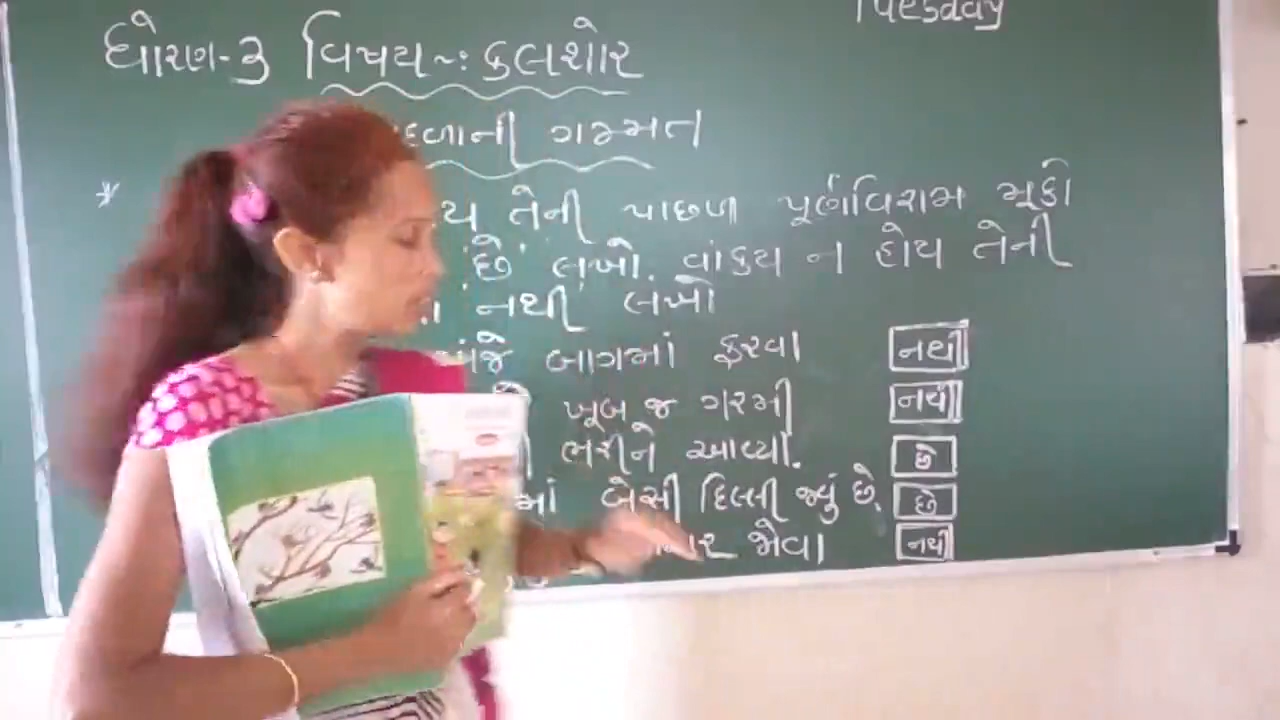 Tuesday
ધોરણ-૩ વિષય~: કલશોર
ગમ્મત
તેની પાછળ પૂર્ણવિરામ મૂકો
છે લખો. વાક્ય ન હોય તેની
નથી લખો
બાગમાં ફરવા નથી
ખૂબ જ ગરમી નથી
ભરીને આવ્યો. છે
બેસી દિલ્લી જવું છે. છે
જોવા નથી